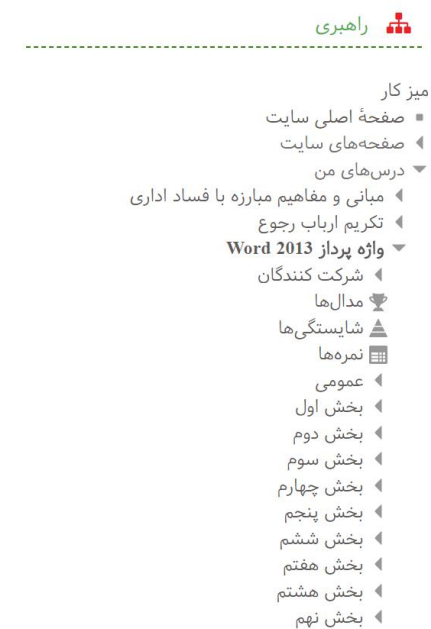 راهبری
میز کار
صفحهٔ اصلی سایت
صفحه‌های سایت
درس‌های من
مبانی و مفاهیم مبارزه با فساد اداری
تکریم ارباب رجوع
واژه پرداز Word 2013
شرکت کنندگان
مدال‌ها
شایستگی‌ها
نمره‌ها
عمومی
بخش اول
بخش دوم
بخش سوم
بخش چهارم
بخش پنجم
بخش ششم
بخش هفتم
بخش هشتم
بخش نهم